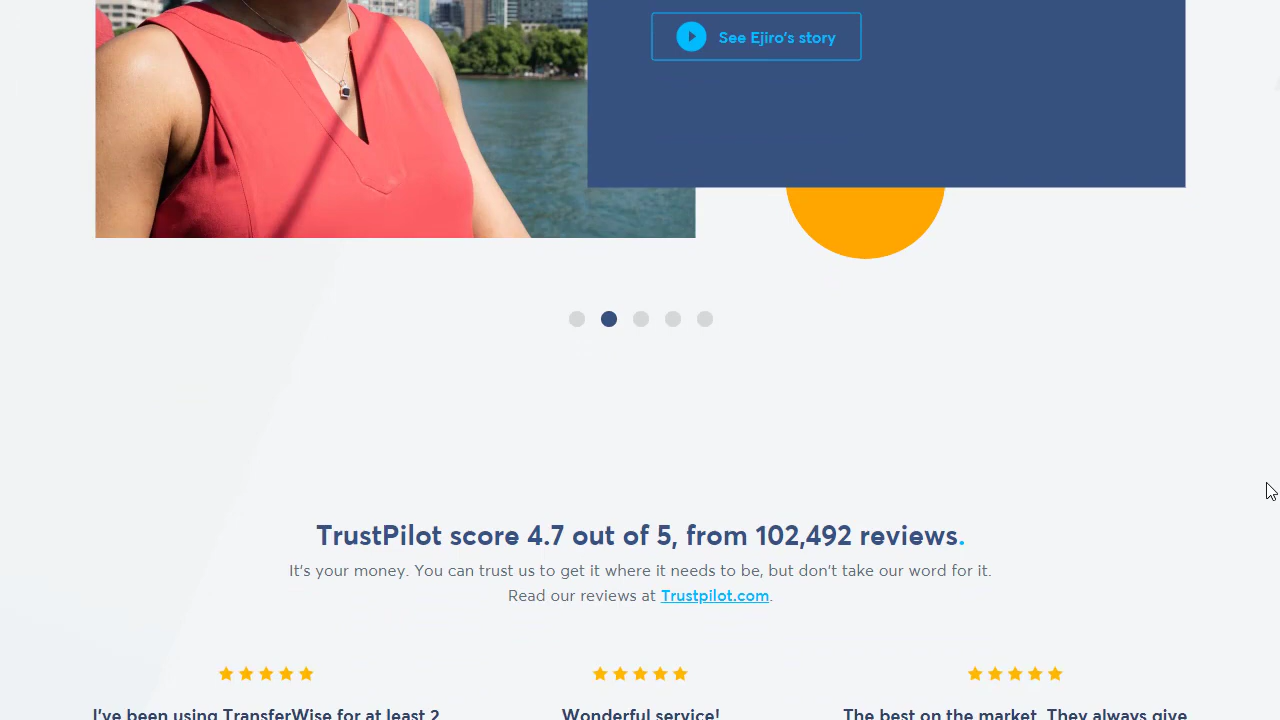 See Ejiro's story
TrustPilot score 4.7 out of 5, from 102,492 reviews.
It's your money. You can trust us to get it where it needs to be, but don't take our word for it.
Read our reviews at Trustpilot.com.
I've been using TransferWise for at least 2
Wonderful service!
The best on the market. They always give